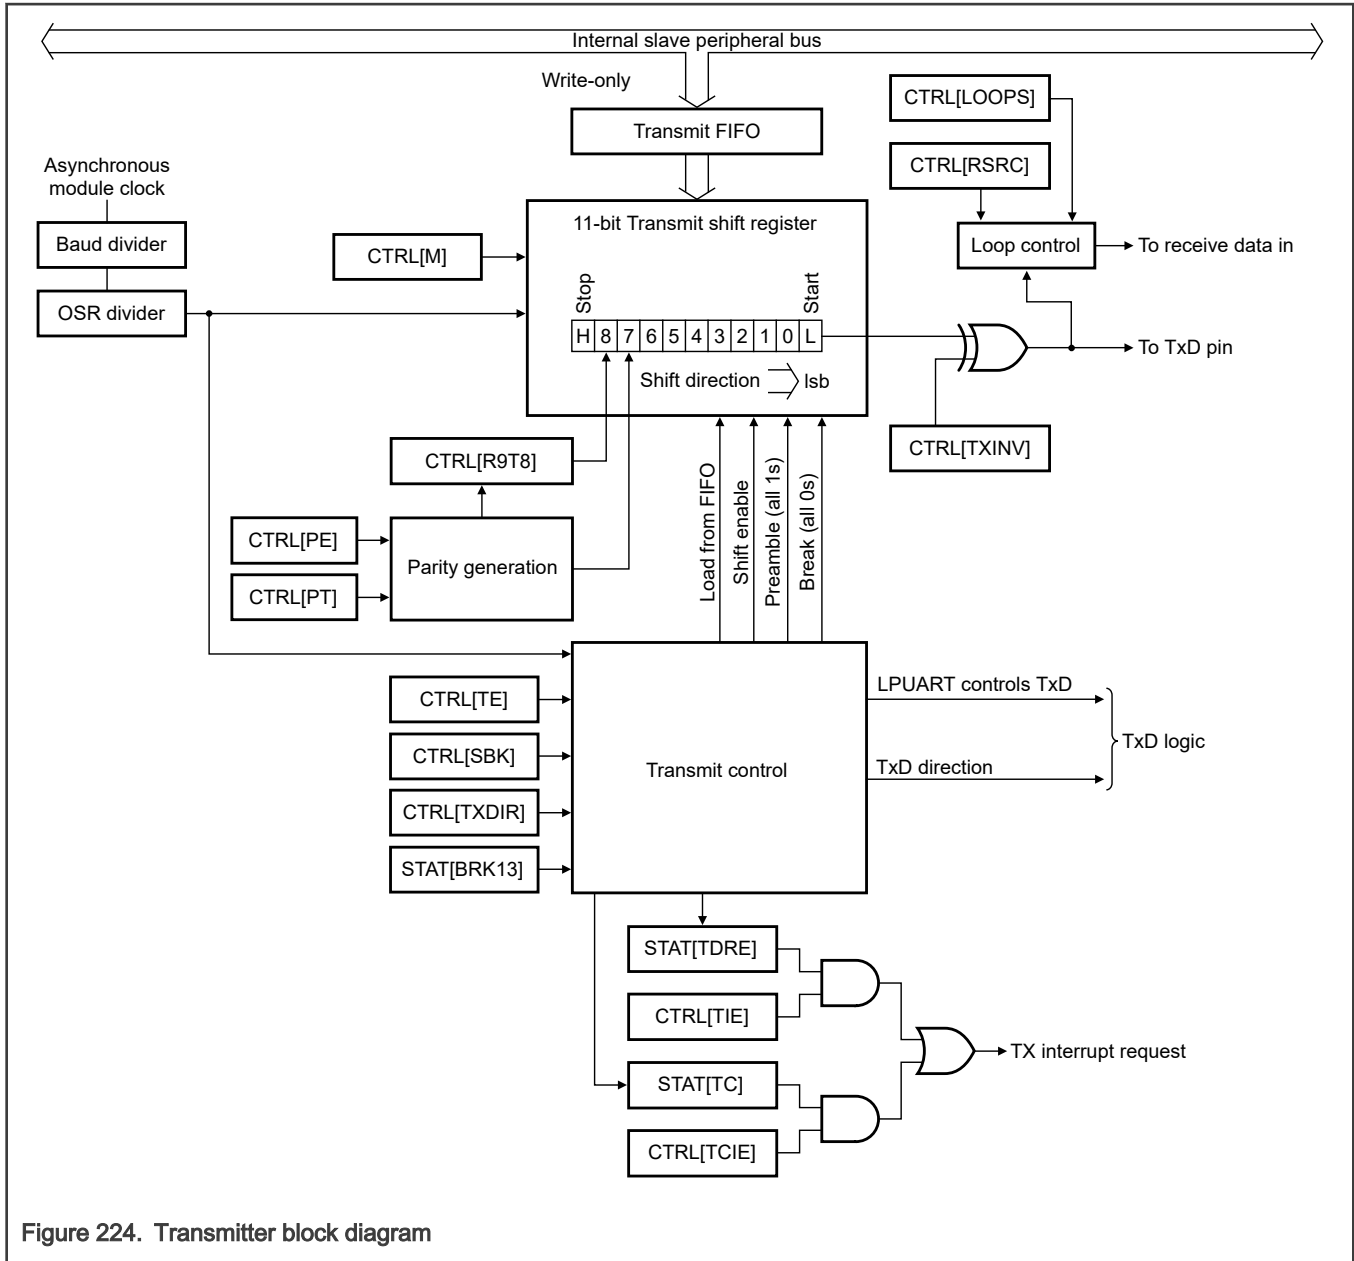 Internal slave peripheral bus
Write-only
Transmit FIFO
CTRL[LOOPS]
CTRL[RSRC]
Asynchronous
module clock
Baud divider
OSR divider
CTRL[M]
11-bit Transmit shift register
Stop
Start
H 8 7 6 5 4 3 2 1 0 L
Shift direction
lsb
Loop control
To receive data in
To TxD pin
CTRL[TXINV]
CTRL[R9T8]
CTRL[PE]
CTRL[PT]
Parity generation
Load from FIFO
Shift enable
Preamble (all 1s)
Break (all 0s)
CTRL[TE]
CTRL[SBK]
CTRL[TXDIR]
STAT[BRK13]
Transmit control
LPUART controls TxD
TxD direction
TxD logic
STAT[TDRE]
CTRL[TIE]
STAT[TC]
CTRL[TCIE]
TX interrupt request
Figure 224. Transmitter block diagram